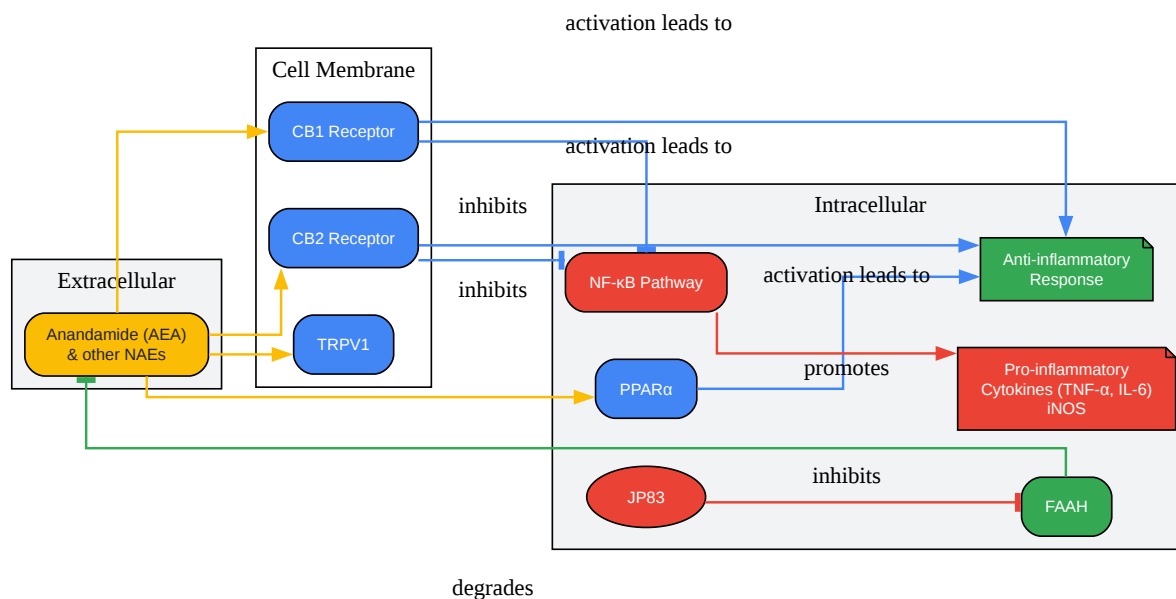 activation leads to
Cell Membrane
CB1 Receptor
activation leads to
inhibits
Intracellular
CB2 Receptor
Anti-inflammatory
Response
Extracellular
inhibits
NF-κB Pathway
activation leads to
Anandamide (AEA)
& other NAEs
TRPV1
promotes
Pro-inflammatory
Cytokines (TNF-α, IL-6)
iNOS
PPARα
inhibits
JP83
FAAH
degrades